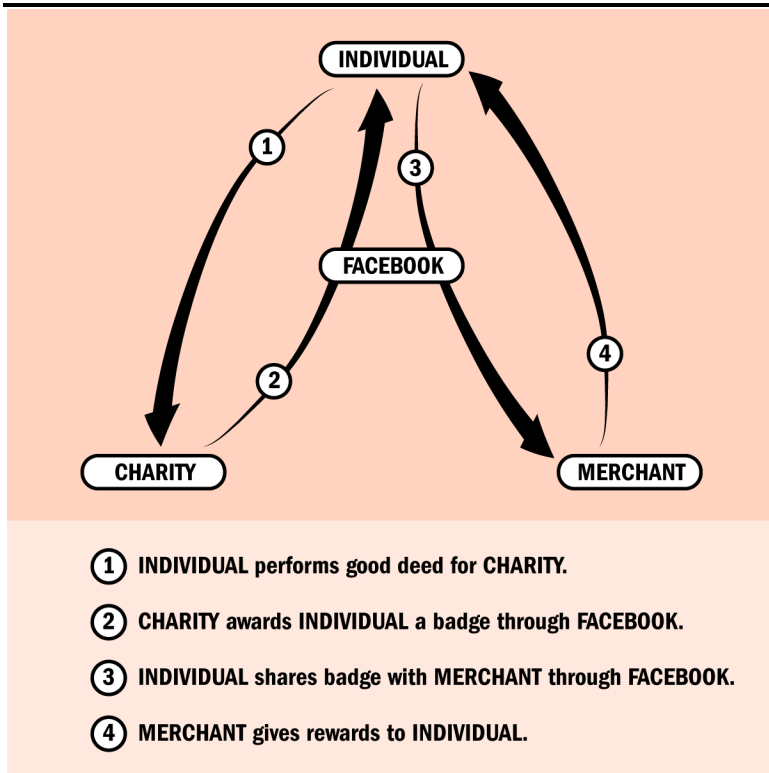 INDIVIDUAL
1
3
FACEBOOK
4
2
CHARITY
MERCHANT
1 INDIVIDUAL performs good deed for CHARITY.
2 CHARITY awards INDIVIDUAL a badge through FACEBOOK.
3 INDIVIDUAL shares badge with MERCHANT through FACEBOOK.
4 MERCHANT gives rewards to INDIVIDUAL.